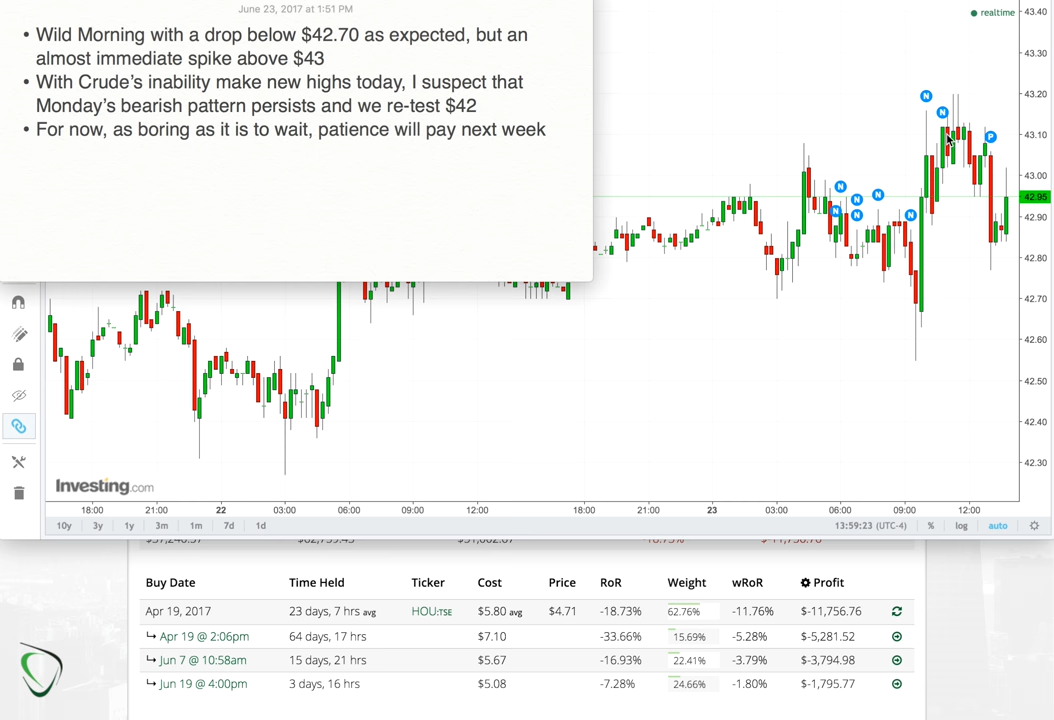 June 23, 2017 at 1:51 PM
• Wild Morning with a drop below $42.70 as expected, but an
almost immediate spike above $43
• With Crude's inability make new highs today, I suspect that
Monday's bearish pattern persists and we re-test $42
• For now, as boring as it is to wait, patience will pay next week
realtime
43.40
43.30
43.20
43.10
43.00
42.95
42.90
42.80
42.70
42.60
42.50
42.40
42.30
N
N
P
N
N
N
N
N
N
Investing.com
18:00 21:00 22 03:00 06:00 09:00 12:00 18:00 21:00 23 03:00 06:00 09:00 12:00
10y 3y 1y 3m 1m 7d 1d 13:59:23 (UTC-4) % log auto
Buy Date Time Held Ticker Cost Price RoR Weight wRoR Profit
Apr 19, 2017 23 days, 7 hrs avg HOU:TSE $5.80 avg $4.71 -18.73% 62.76% -11.76% $-11,756.76
Apr 19 @ 2:06pm 64 days, 17 hrs $7.10 -33.66% 15.69% -5.28% $-5,281.52
Jun 7 @ 10:58am 15 days, 21 hrs $5.67 -16.93% 22.41% -3.79% $-3,794.98
Jun 19 @ 4:00pm 3 days, 16 hrs $5.08 -7.28% 24.66% -1.80% $-1,795.77